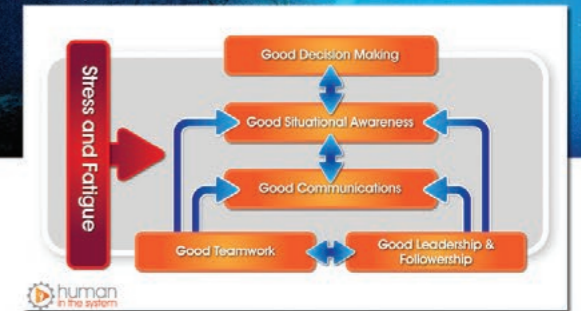 Good Decision Making
Stress and Fatigue
Good Situational Awareness
Good Communications
Good Teamwork
Good Leadership &
Followership
human
in the system